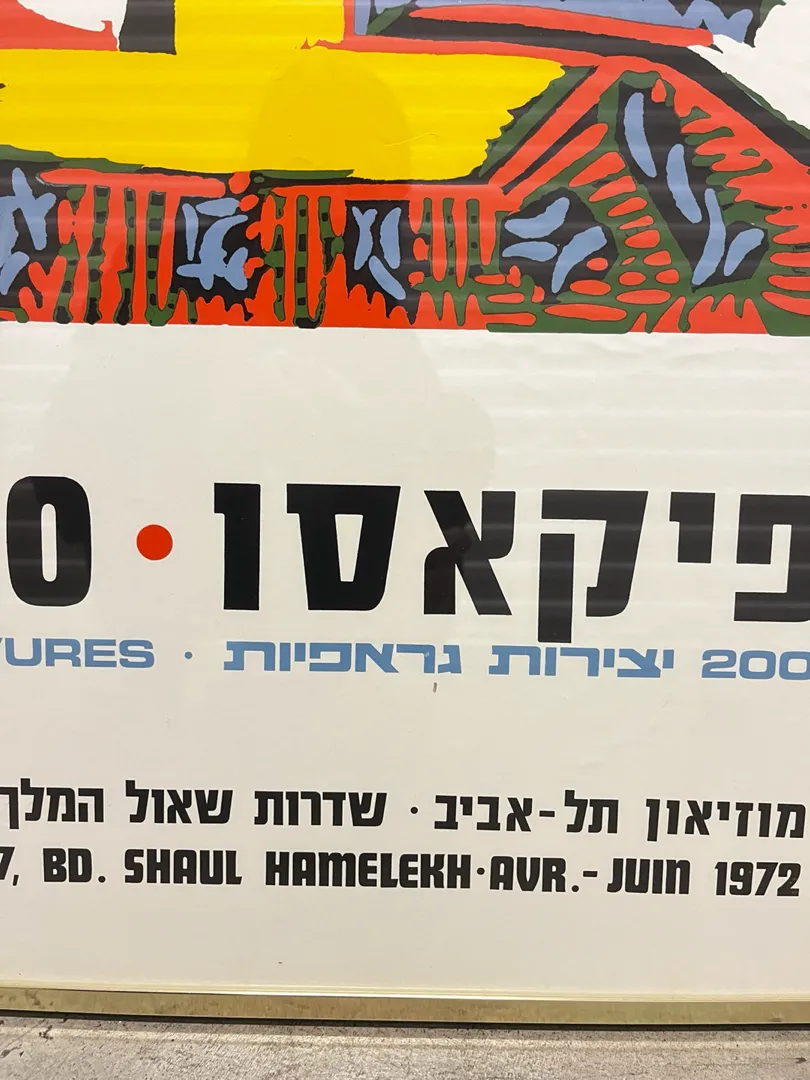 פיקאסו • O
200 יצירות גראפיות • URES
מוזיאון תל-אביב • שדרות שאול המלך
7, BD. SHAUL HAMELEKH • AVR.- JUIN 1972